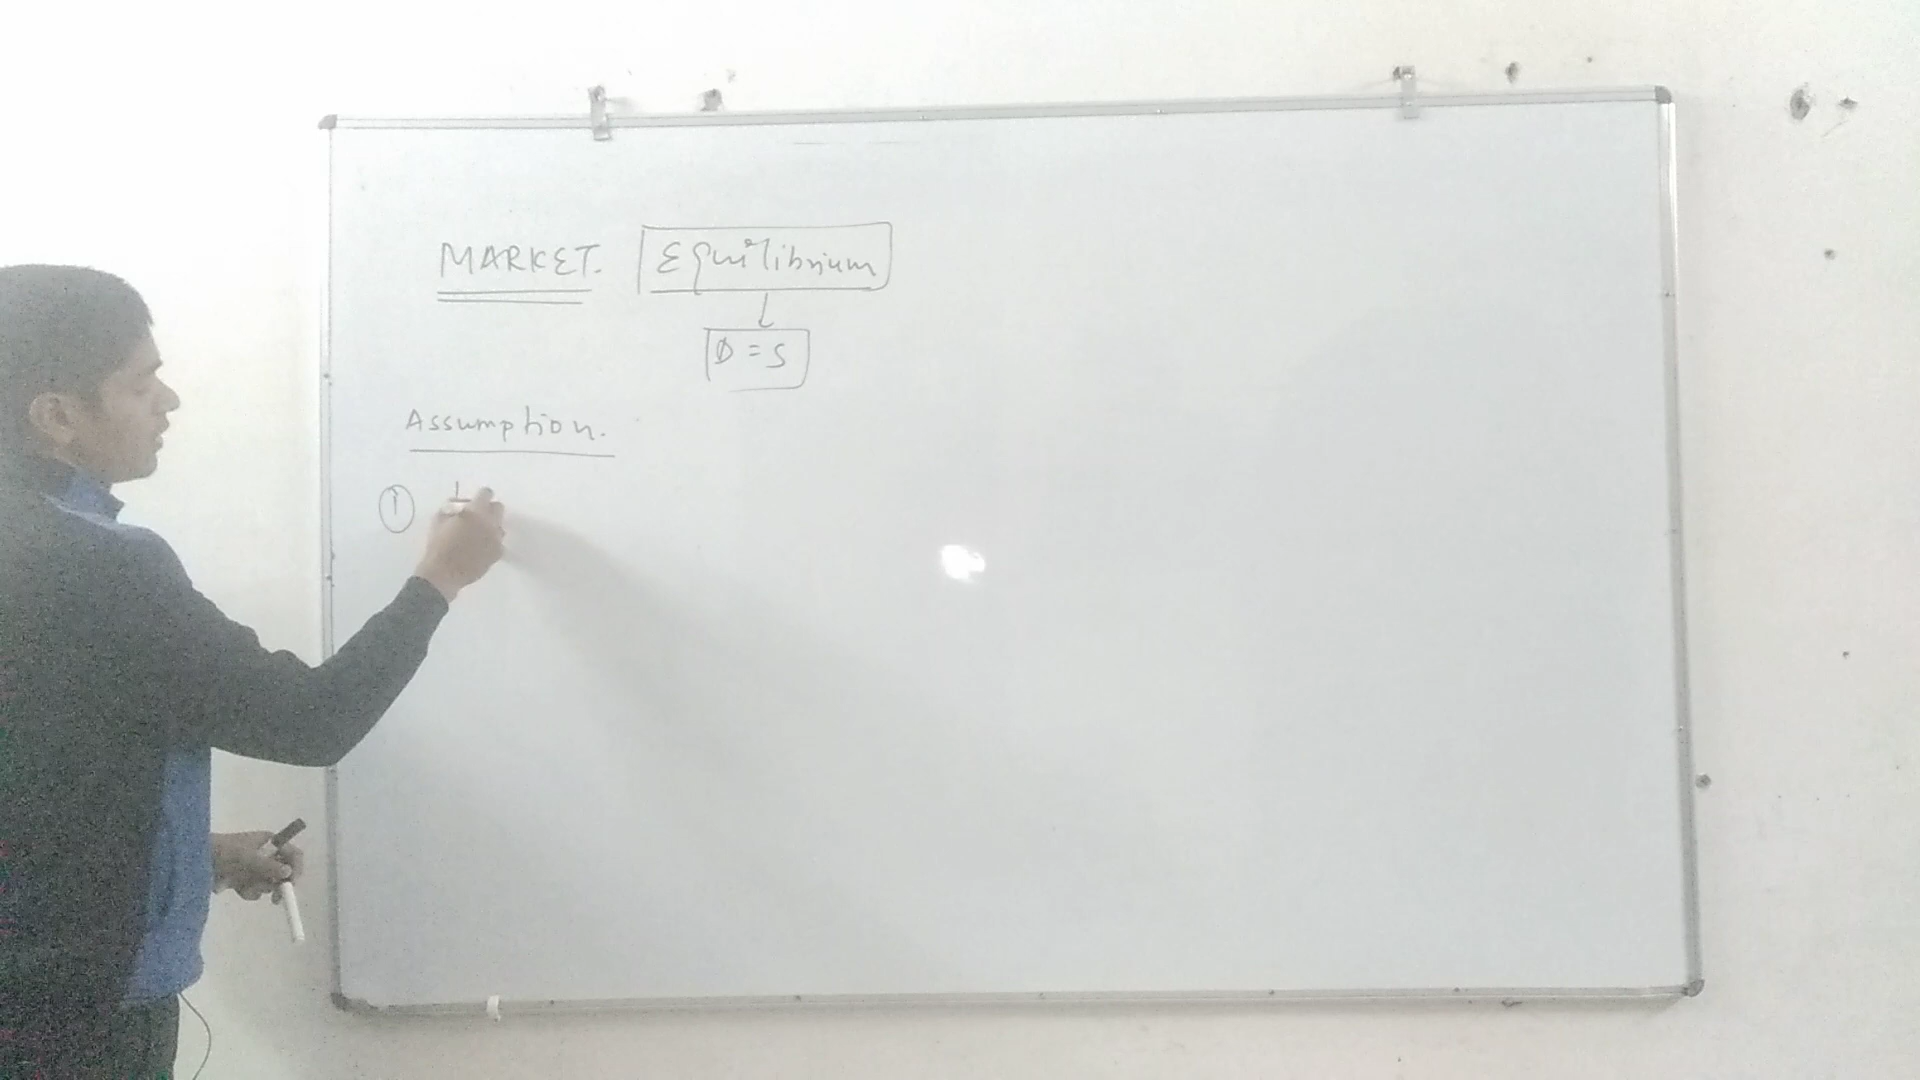 MARKET. Equilibrium
D = S
Assumption.
①